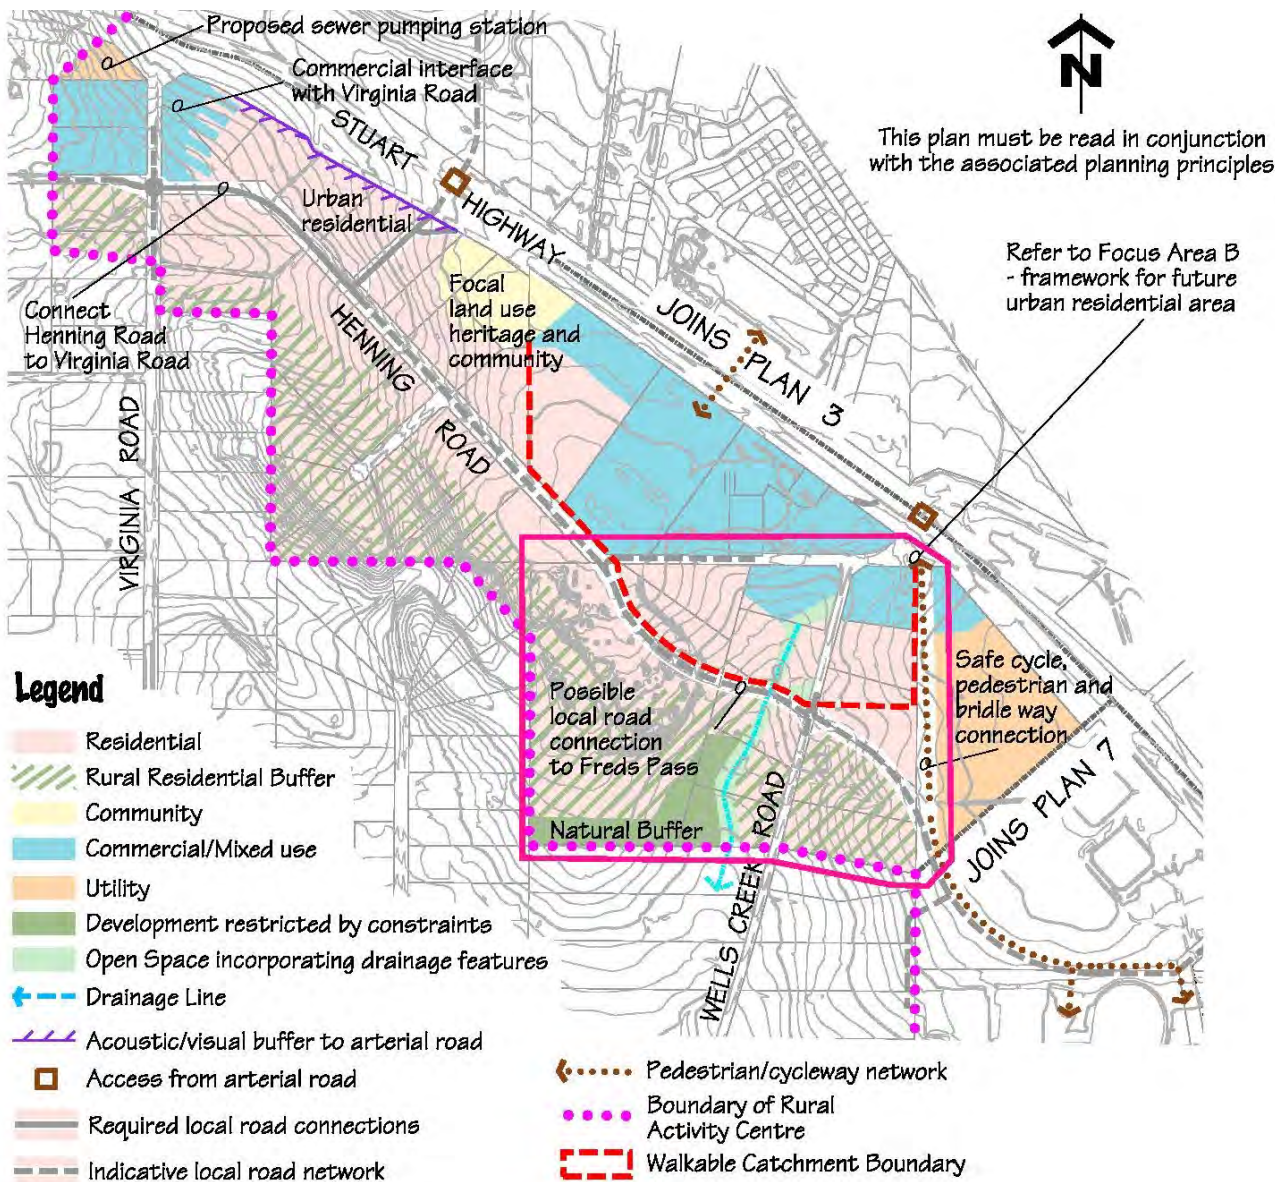 Proposed sewer pumping station
Commercial interface
with Virginia Road
N
This plan must be read in conjunction
with the associated planning principles
STUART
HIGHWAY
Urban
residential
Refer to Focus Area B
- framework for future
urban residential area
Focal
land use
heritage and
community
JOINS PLAN 3
Connect
Henning Road
to Virginia Road
HENNING
ROAD
VIRGINIA ROAD
Safe cycle,
pedestrian and
bridle way
connection
Possible
local road
connection
to Freds Pass
Natural Buffer
WELLS CREEK ROAD
JOINS PLAN 7
Legend
Residential
Rural Residential Buffer
Community
Commercial/Mixed use
Utility
Development restricted by constraints
Open Space incorporating drainage features
Drainage Line
Acoustic/visual buffer to arterial road
Access from arterial road
Required local road connections
Indicative local road network
Pedestrian/cycleway network
Boundary of Rural
Activity Centre
Walkable Catchment Boundary